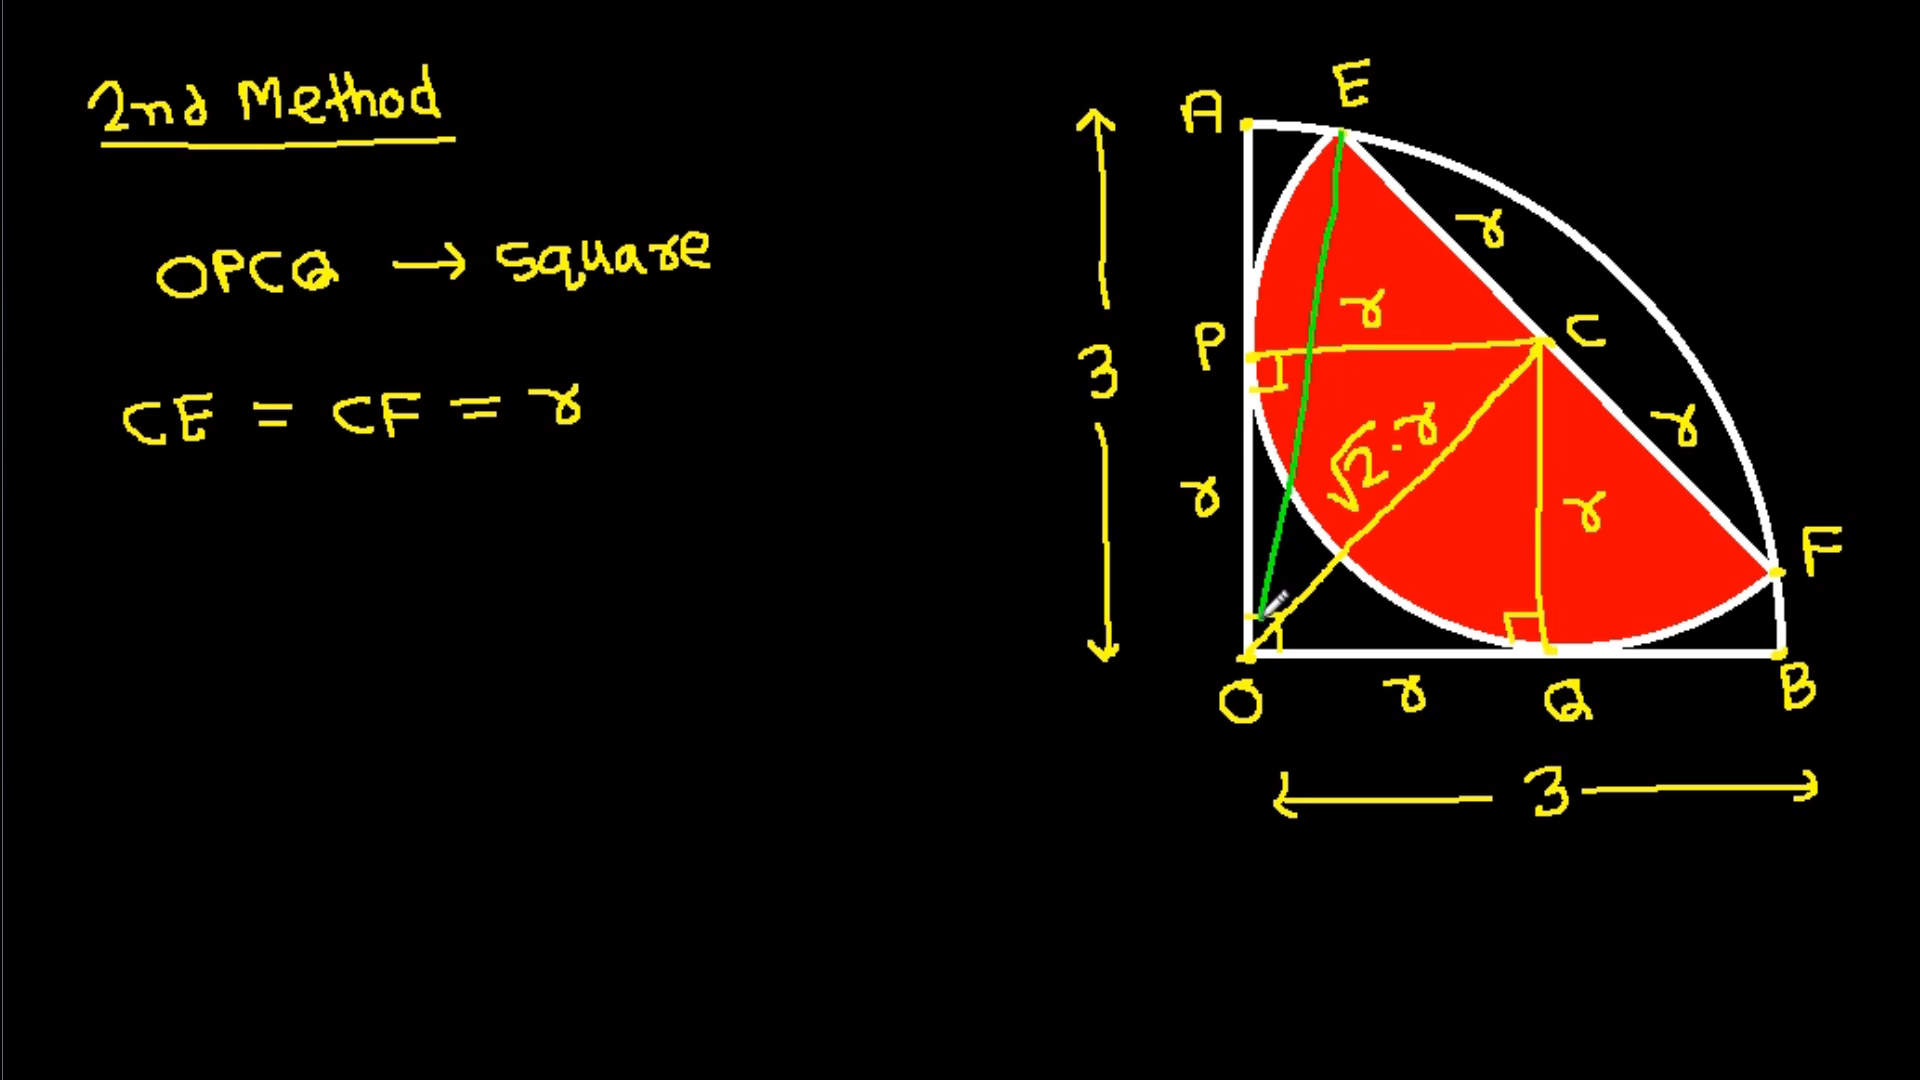 2nd Method
OPCQ → square
CE = CF = r
A
E
r
P
r
C
3
r
√2.r
r
r
F
O
r
Q
B
3